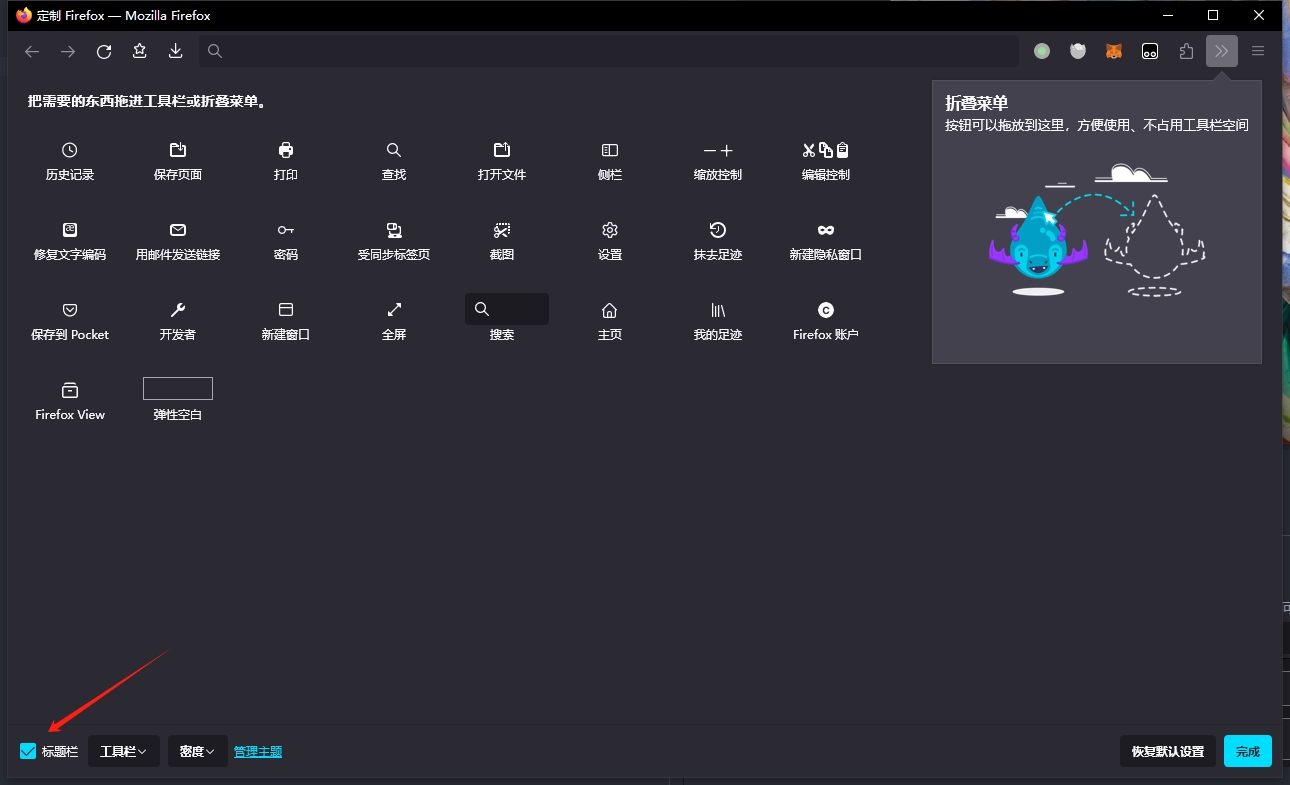 定制 Firefox — Mozilla Firefox
把需要的东西拖进工具栏或折叠菜单。
折叠菜单
按钮可以拖放到这里，方便使用、不占用工具栏空间
历史记录
保存页面
打印
查找
打开文件
侧栏
缩放控制
编辑控制
修复文字编码
用邮件发送链接
密码
受同步标签页
截图
设置
抹去足迹
新建隐私窗口
保存到 Pocket
开发者
新建窗口
全屏
搜索
主页
我的足迹
Firefox 账户
Firefox View
弹性空白
标题栏
工具栏
密度
管理主题
恢复默认设置
完成